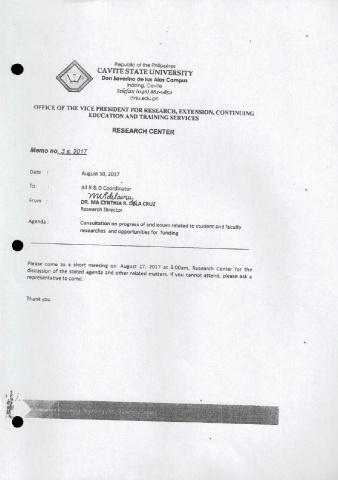 Republic of the Philippines
CAVITE STATE UNIVERSITY
Don Severino de las Alas Campus
Indang, Cavite
cvsu.edu.ph
OFFICE OF THE VICE PRESIDENT FOR RESEARCH, EXTENSION, CONTINUING
EDUCATION AND TRAINING SERVICES
RESEARCH CENTER
Memo no. 3 s. 2017
Date :
August 10, 2017
To:
All R & D Coordinator
From :
DR. MA CYNTHIA R. DELA CRUZ
Research Director
Agenda :
Consultation on progress of and issues related to student and faculty
researches and opportunities for funding
Please come to a short meeting on August 17, 2017 at Research Center for the
discussion of the stated agenda and other related matters. If you cannot attend, please ask a
representative to come.
Thank you.